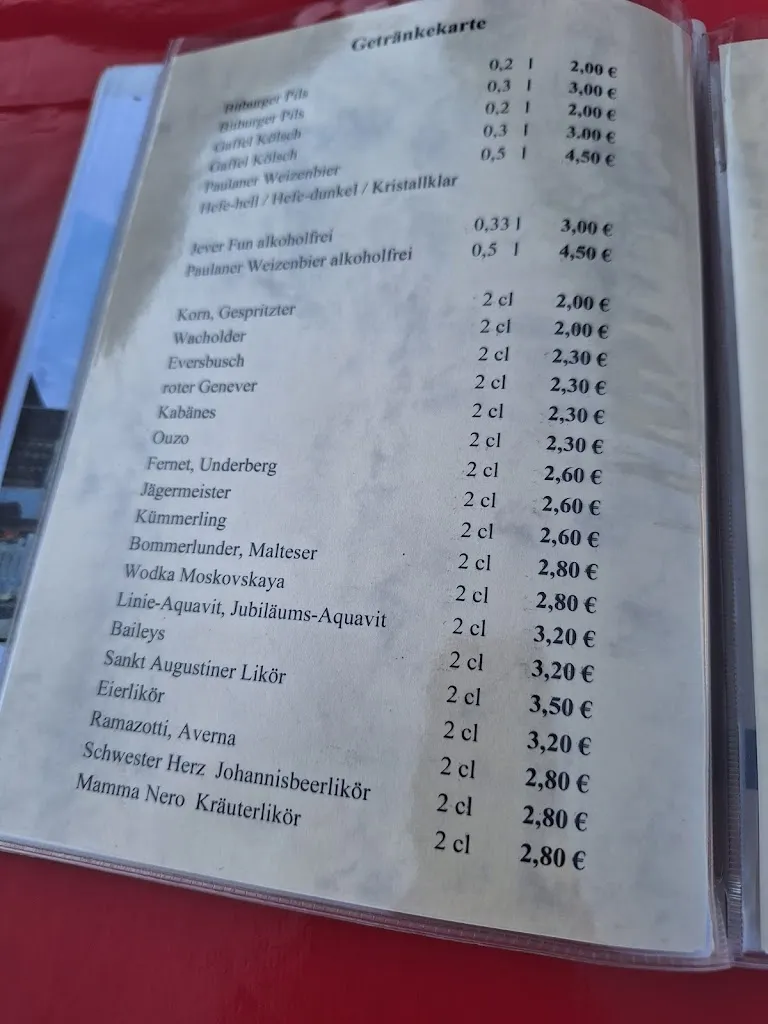 Getränkekarte
Bitburger Pils 0,2 l 2,00 €
Bitburger Pils 0,3 l 3,00 €
Gaffel Kölsch 0,2 l 2,00 €
Gaffel Kölsch 0,3 l 3.00 €
Paulaner Weizenbier 0,5 l 4,50 €
Hefe-hell / Hefe-dunkel / Kristallklar
Jever Fun alkoholfrei 0,33 l 3,00 €
Paulaner Weizenbier alkoholfrei 0,5 l 4,50 €
Korn, Gespritzter 2 cl 2,00 €
Wacholder 2 cl 2,00 €
Eversbusch 2 cl 2,30 €
roter Genever 2 cl 2,30 €
Kabänes 2 cl 2,30 €
Ouzo 2 cl 2,30 €
Fernet, Underberg 2 cl 2,60 €
Jägermeister 2 cl 2,60 €
Kümmerling 2 cl 2,60 €
Bommerlunder, Malteser 2 cl 2,80 €
Wodka Moskovskaya 2 cl 2,80 €
Linie-Aquavit, Jubiläums-Aquavit 2 cl 3,20 €
Baileys 2 cl 3,20 €
Sankt Augustiner Likör 2 cl 3,50 €
Eierlikör 2 cl 3,20 €
Ramazotti, Averna 2 cl 2,80 €
Schwester Herz Johannisbeerlikör 2 cl 2,80 €
Mamma Nero Kräuterlikör 2 cl 2,80 €